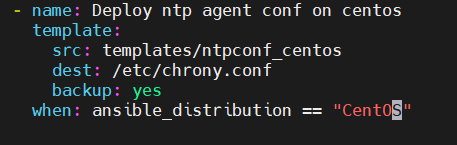 - name: Deploy ntp agent conf on centos
  template:
    src: templates/ntpconf_centos
    dest: /etc/chrony.conf
    backup: yes
  when: ansible_distribution == "CentOS"